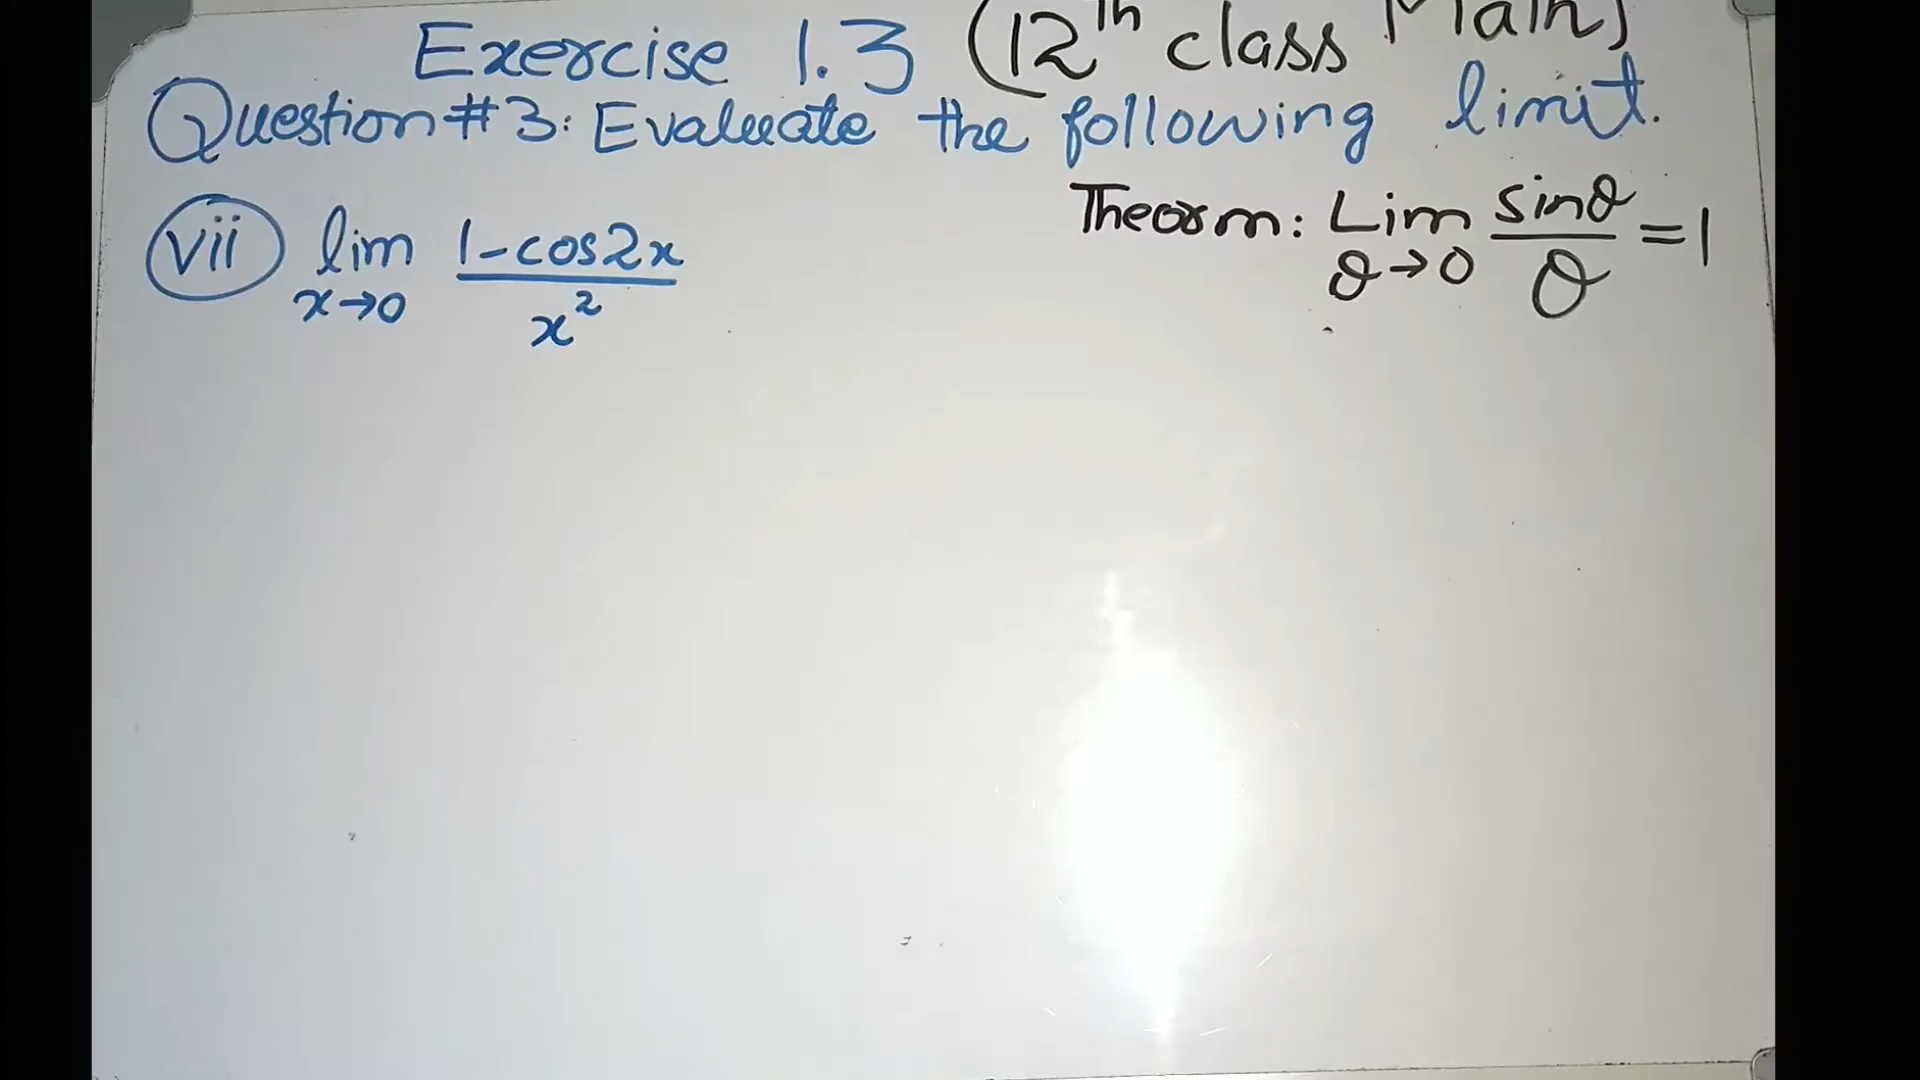 Exercise 1.3 (12th class Math)
Question#3: Evaluate the following limit.
vii lim x→0 1-cos2x / x²
Theorm: Lim θ→0 sinθ / θ = 1